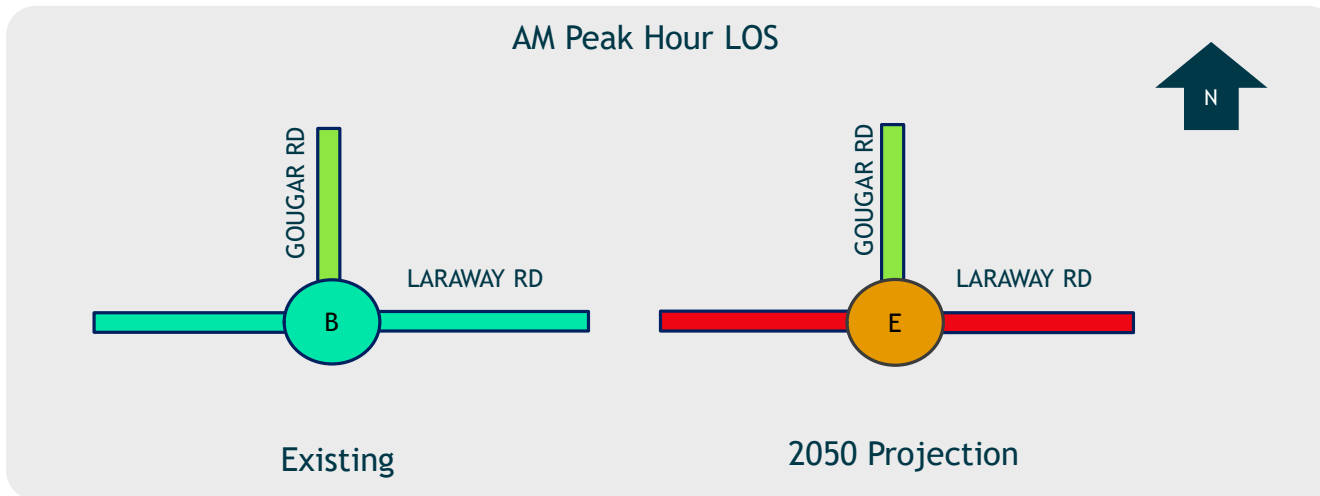 AM Peak Hour LOS
N
GOUGAR RD
LARAWAY RD
B
Existing
GOUGAR RD
LARAWAY RD
E
2050 Projection